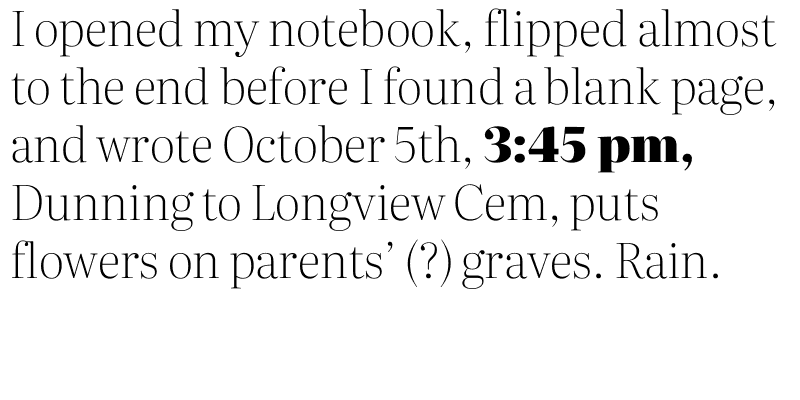 I opened my notebook, flipped almost
to the end before I found a blank page,
and wrote October 5th, 3:45 pm,
Dunning to Longview Cem, puts
flowers on parents’ (?) graves. Rain.